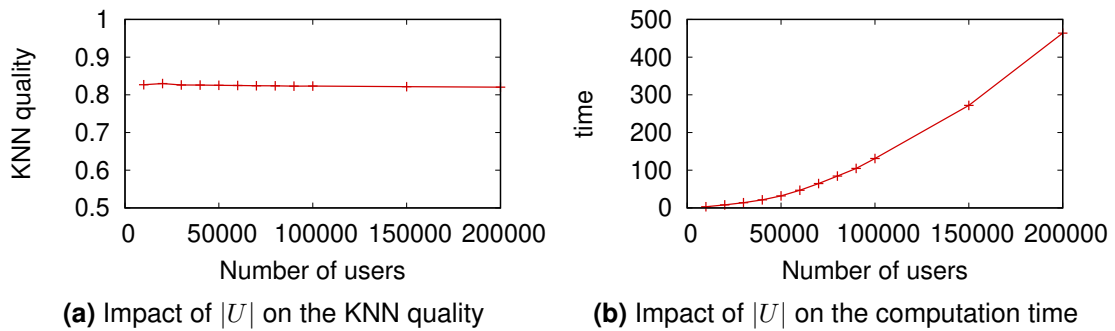 1
0.9
0.8
0.7
0.6
0.5
KNN quality
0 50000 100000 150000 200000
Number of users
(a) Impact of |U| on the KNN quality
500
400
300
200
100
0
time
0 50000 100000 150000 200000
Number of users
(b) Impact of |U| on the computation time